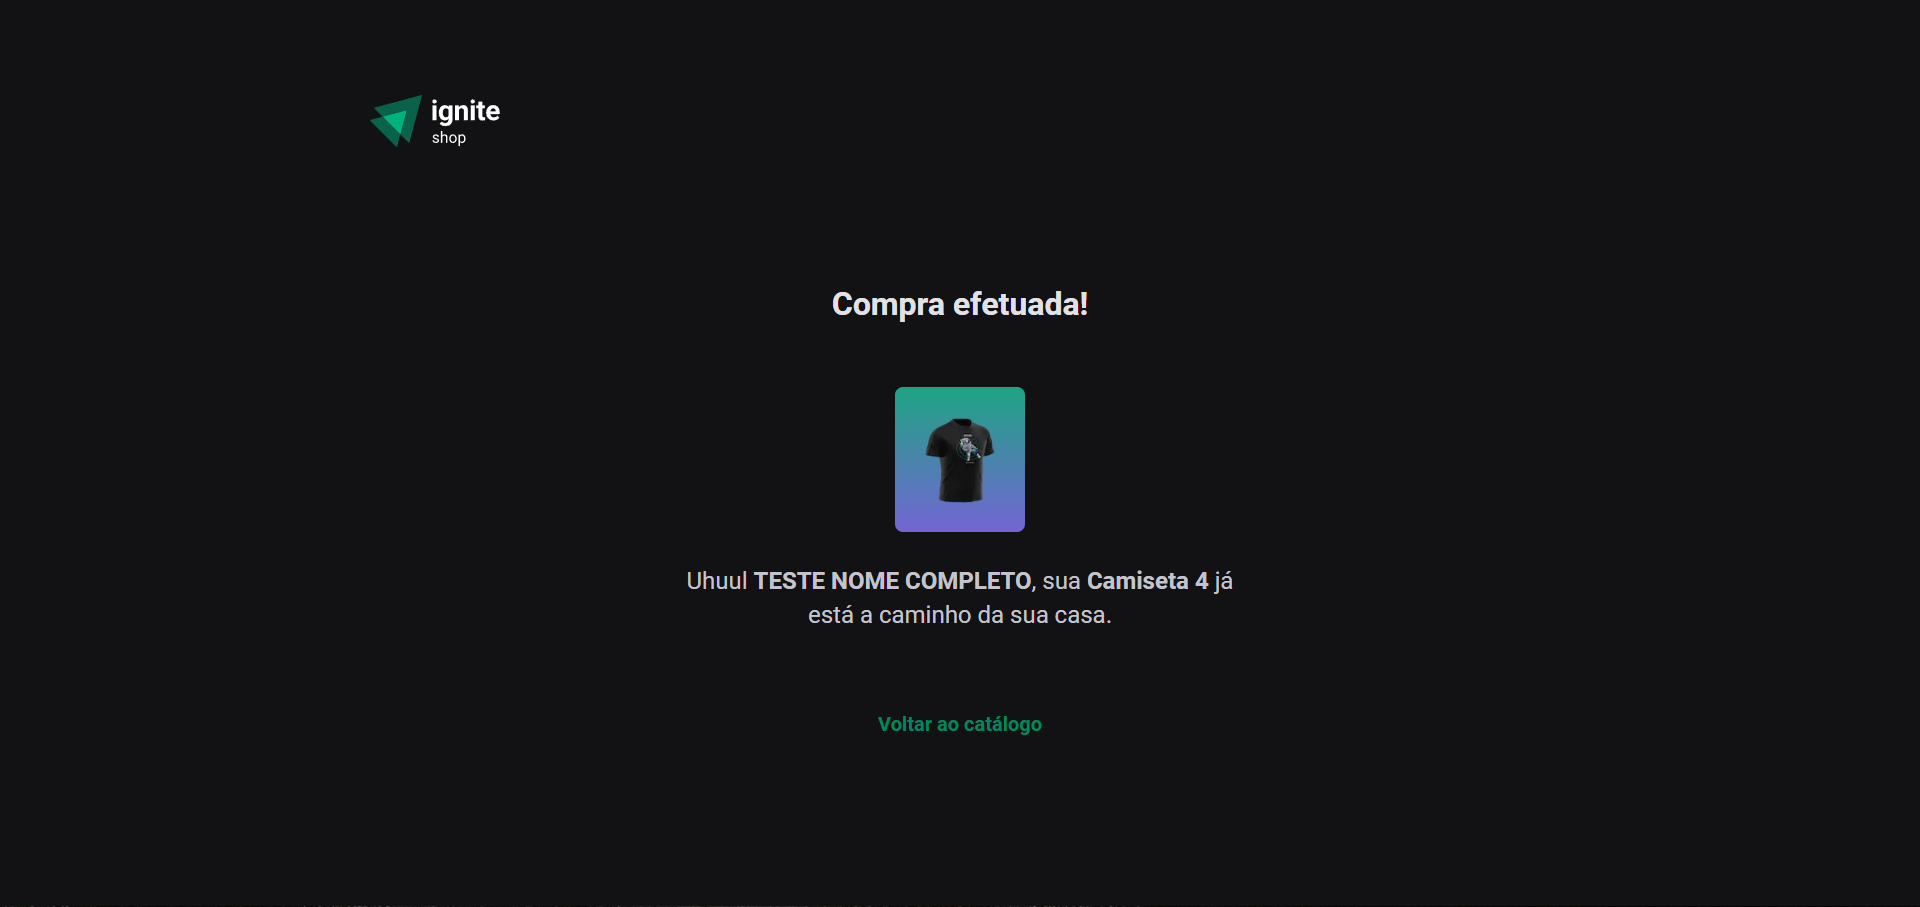 ignite
shop
Compra efetuada!
Uhuul TESTE NOME COMPLETO, sua Camiseta 4 já
está a caminho da sua casa.
Voltar ao catálogo